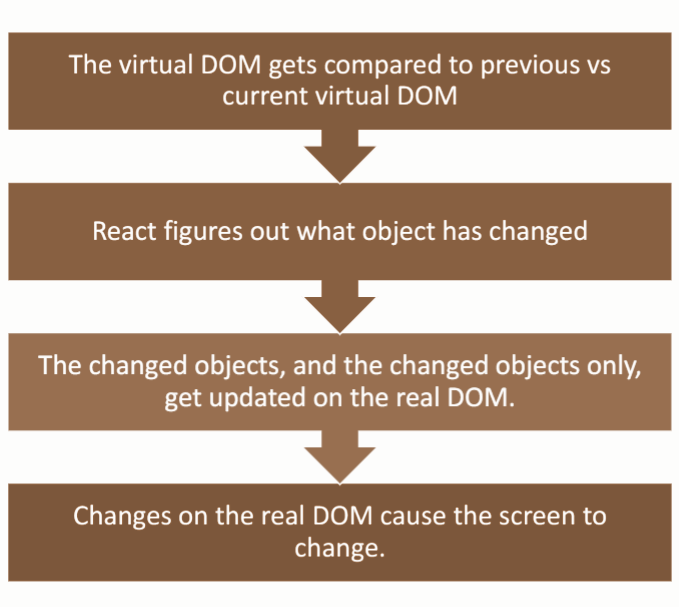 The virtual DOM gets compared to previous vs
current virtual DOM
React figures out what object has changed
The changed objects, and the changed objects only,
get updated on the real DOM.
Changes on the real DOM cause the screen to
change.